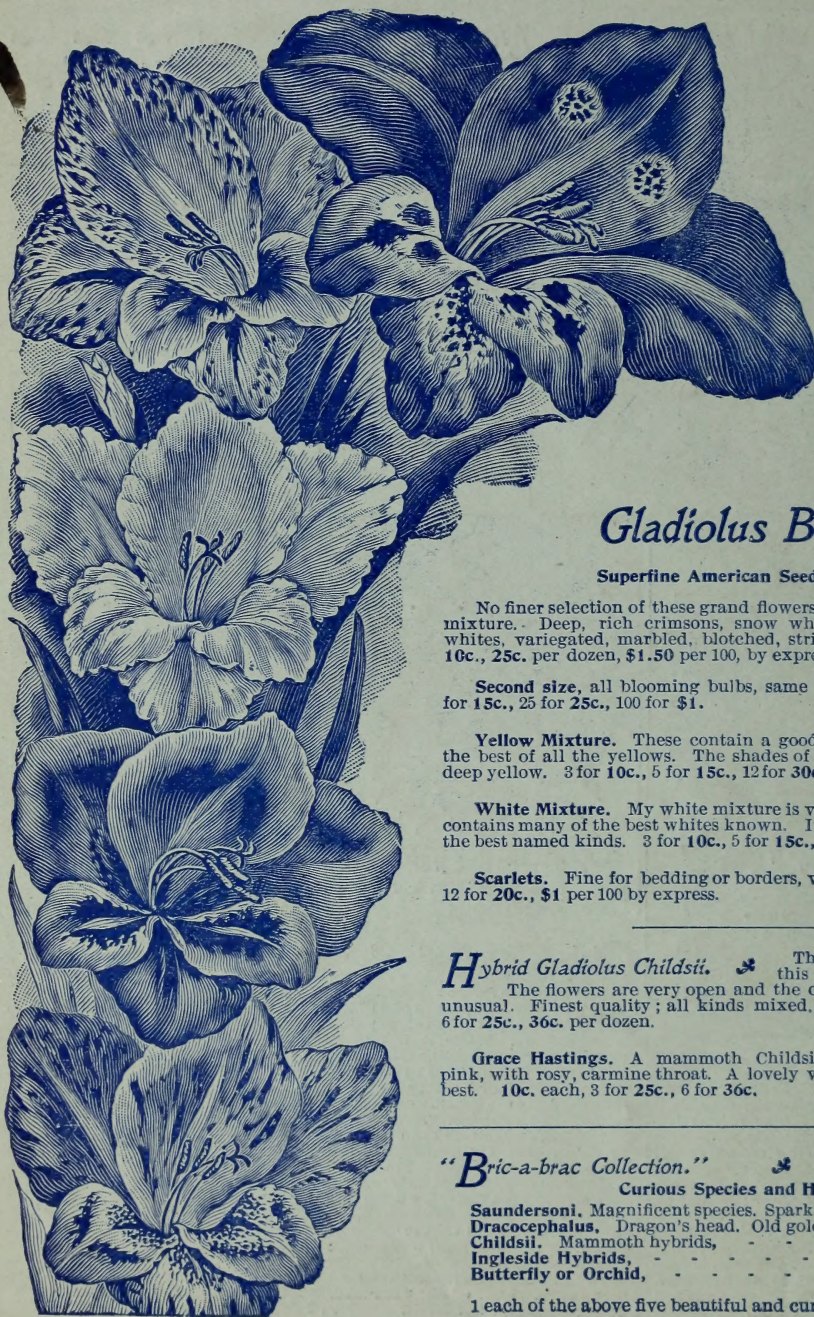 Gladiolus B
Superfine American Seed
No finer selection of these grand flowers
mixture. Deep, rich crimsons, snow wh
whites, variegated, marbled, blotched, stri
10c., 25c. per dozen, $1.50 per 100, by expre
Second size, all blooming bulbs, same
for 15c., 25 for 25c., 100 for $1.
Yellow Mixture. These contain a good
the best of all the yellows. The shades of
deep yellow. 3 for 10c., 5 for 15c., 12 for 30c
White Mixture. My white mixture is v
contains many of the best whites known. I
the best named kinds. 3 for 10c., 5 for 15c.,
Scarlets. Fine for bedding or borders, v
12 for 20c., $1 per 100 by express.
Hybrid Gladiolus Childsii. Th
this
The flowers are very open and the c
unusual. Finest quality; all kinds mixed,
6 for 25c., 36c. per dozen.
Grace Hastings. A mammoth Childsi
pink, with rosy, carmine throat. A lovely v
best. 10c. each, 3 for 25c., 6 for 36c.
"Bric-a-brac Collection."
Curious Species and H
Saundersoni. Magnificent species. Spark
Dracocephalus, Dragon's head. Old gold
Childsii. Mammoth hybrids, - -
Ingleside Hybrids, - - - - - -
Butterfly or Orchid, - - - - -
1 each of the above five beautiful and cur